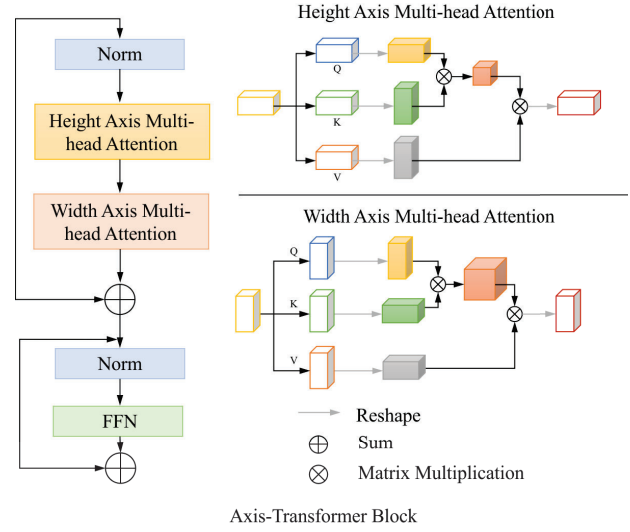 Norm
Height Axis Multi-
head Attention
Width Axis Multi-
head Attention
Norm
FFN
Height Axis Multi-head Attention
Q
K
V
Width Axis Multi-head Attention
Q
K
V
Reshape
Sum
Matrix Multiplication
Axis-Transformer Block